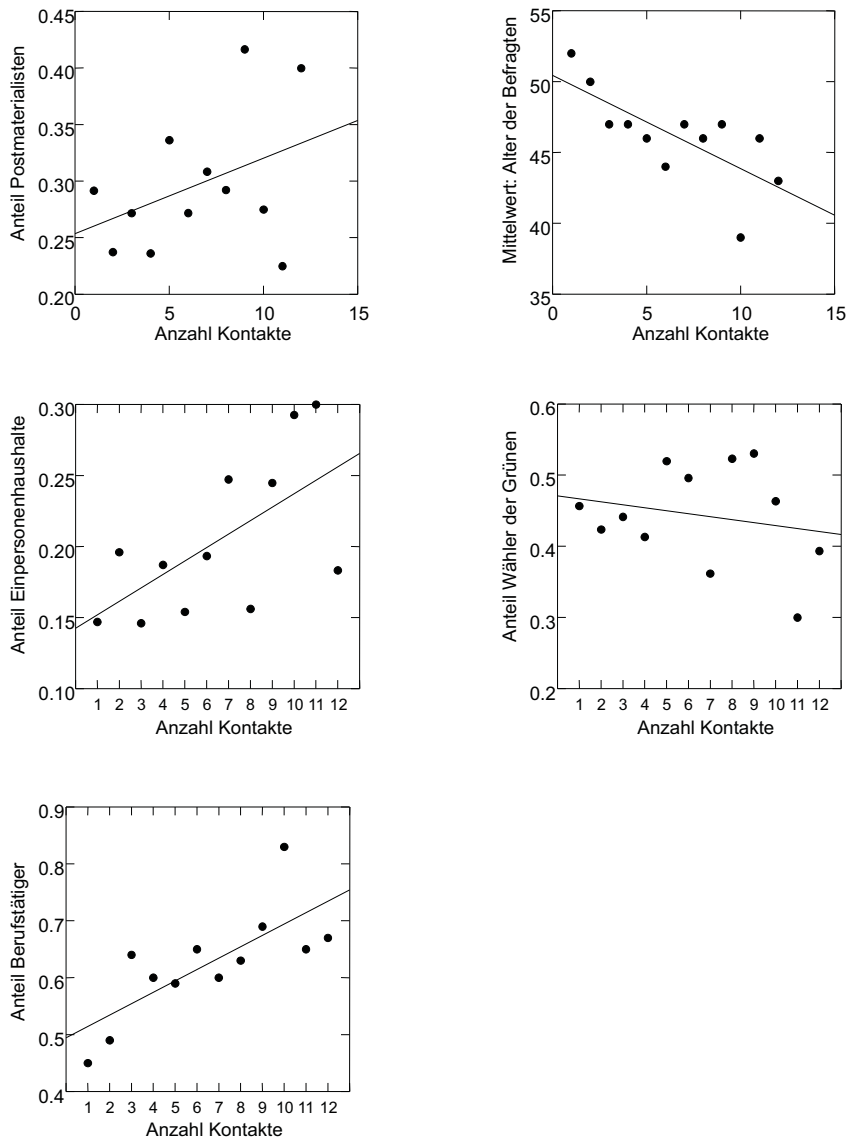 0.45
0.40
0.35
0.30
0.25
0.20
Anteil Postmaterialisten
0 5 10 15
Anzahl Kontakte
55
50
45
40
35
Mittelwert: Alter der Befragten
0 5 10 15
Anzahl Kontakte
0.30
0.25
0.20
0.15
0.10
Anteil Einpersonenhaushalte
1 2 3 4 5 6 7 8 9 10 11 12
Anzahl Kontakte
0.6
0.5
0.4
0.3
0.2
Anteil Wähler der Grünen
1 2 3 4 5 6 7 8 9 10 11 12
Anzahl Kontakte
0.9
0.8
0.7
0.6
0.5
0.4
Anteil Berufstätiger
1 2 3 4 5 6 7 8 9 10 11 12
Anzahl Kontakte